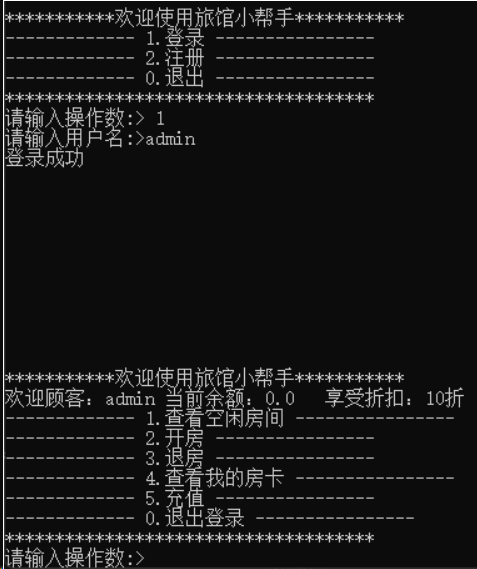 ***********欢迎使用旅馆小帮手***********
------------- 1.登录 ----------------
------------- 2.注册 ----------------
------------- 0.退出 ----------------
*************************************
请输入操作数:> 1
请输入用户名:>admin
登录成功
***********欢迎使用旅馆小帮手***********
欢迎顾客：admin 当前余额：0.0   享受折扣：10折
------------- 1.查看空闲房间 ----------------
------------- 2.开房 ----------------
------------- 3.退房 ----------------
------------- 4.查看我的房卡 ----------------
------------- 5.充值 ----------------
------------- 0.退出登录 ----------------
*************************************
请输入操作数:>